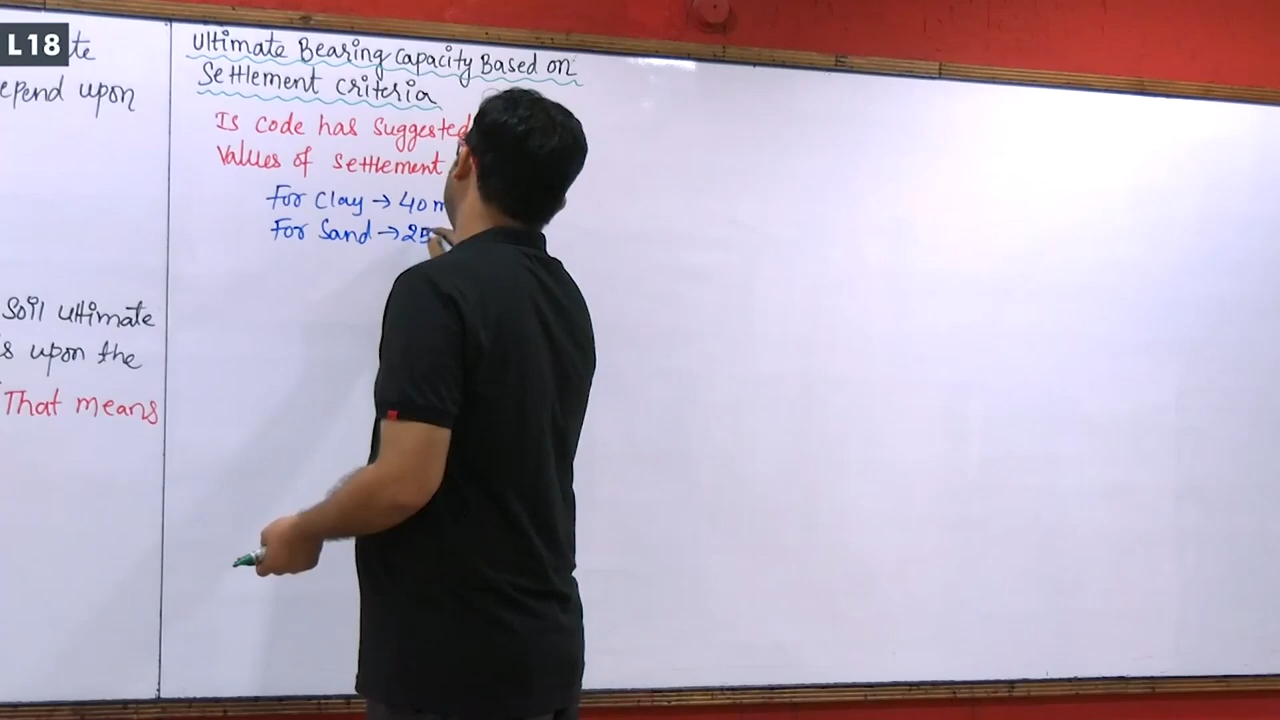 L18
te
epend upon
Soil ultimate
s upon the
That means
Ultimate Bearing Capacity Based on
Settlement criteria
Is code has suggested
Values of settlement
For Clay → 40 m
For Sand → 25